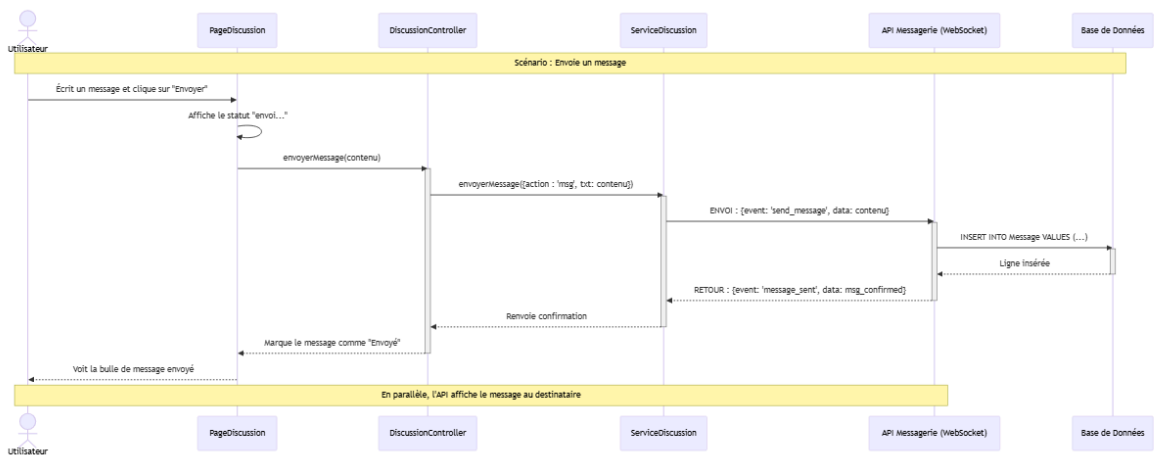 Utilisateur
PageDiscussion
DiscussionController
ServiceDiscussion
API Messagerie (WebSocket)
Base de Données
Scénario : Envoie un message
Écrit un message et clique sur "Envoyer"
Affiche le statut "envoi..."
envoyerMessage(contenu)
envoyerMessage({action : 'msg', txt: contenu})
ENVOI : {event: 'send_message', data: contenu}
INSERT INTO Message VALUES (...)
Ligne insérée
RETOUR : {event: 'message_sent', data: msg_confirmed}
Renvoie confirmation
Marque le message comme "Envoyé"
Voit la bulle de message envoyé
En parallèle, l'API affiche le message au destinataire
Utilisateur
PageDiscussion
DiscussionController
ServiceDiscussion
API Messagerie (WebSocket)
Base de Données